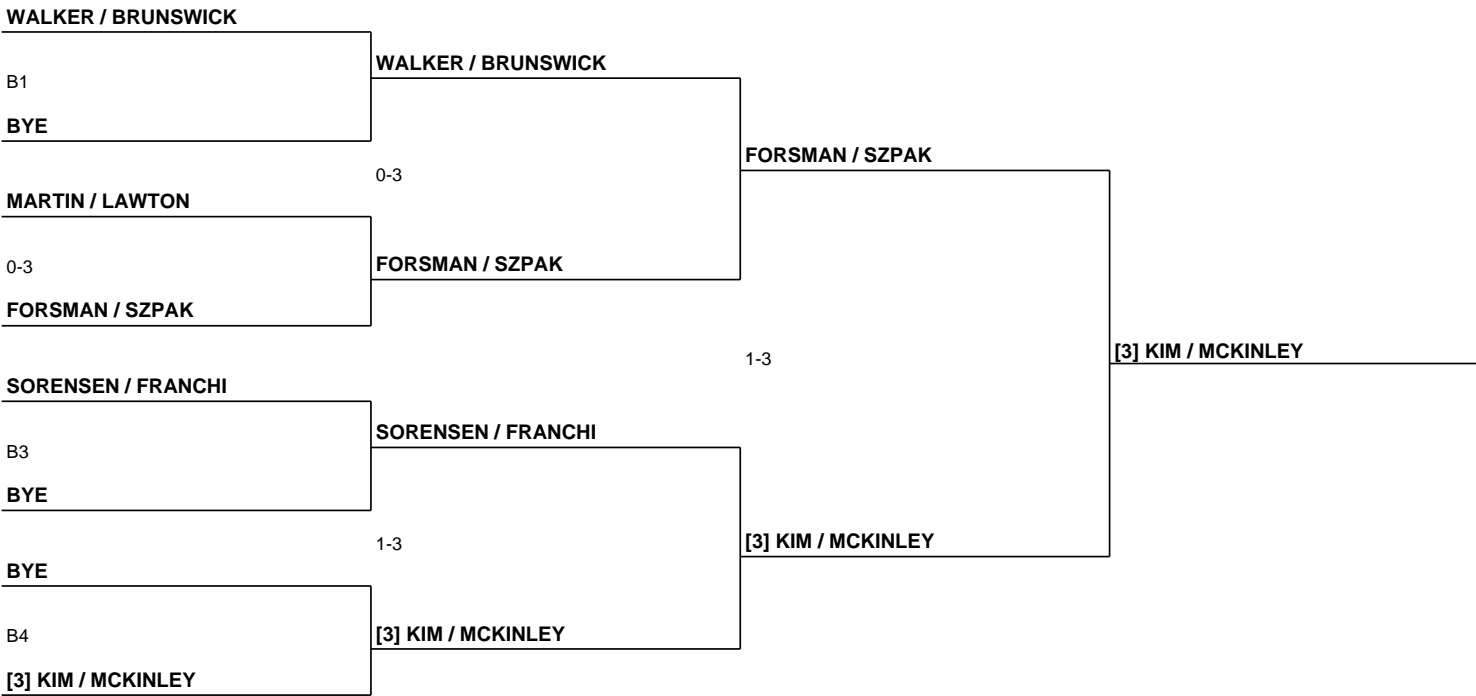 WALKER / BRUNSWICK
B1
BYE
WALKER / BRUNSWICK
0-3
MARTIN / LAWTON
0-3
FORSMAN / SZPAK
FORSMAN / SZPAK
FORSMAN / SZPAK
1-3
SORENSEN / FRANCHI
B3
BYE
SORENSEN / FRANCHI
1-3
BYE
B4
[3] KIM / MCKINLEY
[3] KIM / MCKINLEY
[3] KIM / MCKINLEY
[3] KIM / MCKINLEY